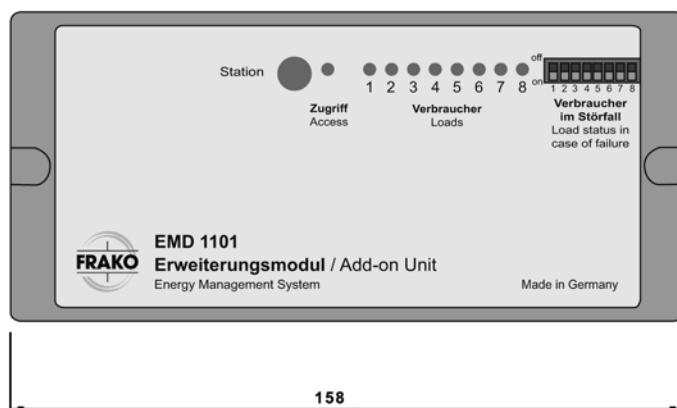 Station
off
on
1 2 3 4 5 6 7 8
1 2 3 4 5 6 7 8
Zugriff
Access
Verbraucher
Loads
Verbraucher
im Störfall
Load status in
case of failure
FRAKO
EMD 1101
Erweiterungsmodul / Add-on Unit
Energy Management System
Made in Germany
158